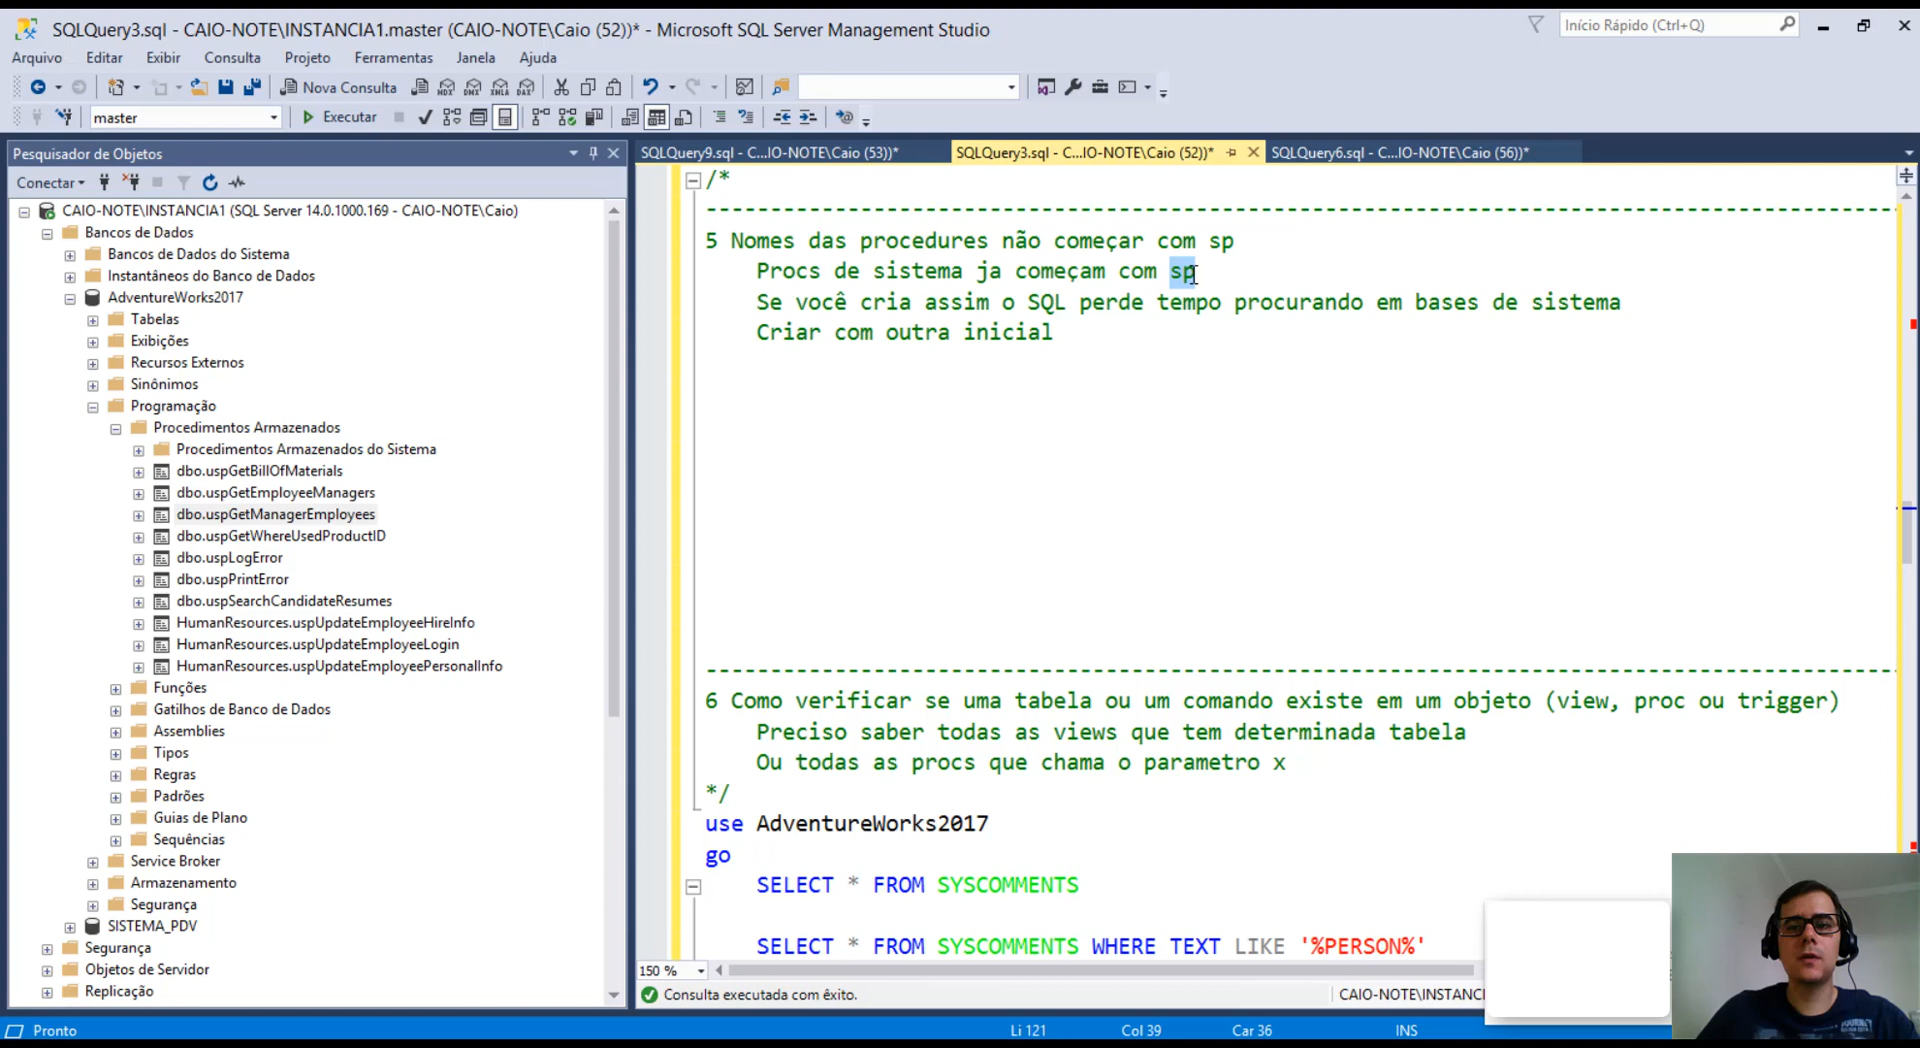 SQLQuery3.sql - CAIO-NOTE\INSTANCIA1.master (CAIO-NOTE\Caio (52))* - Microsoft SQL Server Management Studio
Início Rápido (Ctrl+Q)
Arquivo Editar Exibir Consulta Projeto Ferramentas Janela Ajuda
Nova Consulta
MDX DMX XMLA DAX
master
Executar
Pesquisador de Objetos
SQLQuery9.sql - C...IO-NOTE\Caio (53))*
SQLQuery3.sql - C...IO-NOTE\Caio (52))*
SQLQuery6.sql - C...IO-NOTE\Caio (56))*
Conectar
CAIO-NOTE\INSTANCIA1 (SQL Server 14.0.1000.169 - CAIO-NOTE\Caio)
Bancos de Dados
Bancos de Dados do Sistema
Instantâneos do Banco de Dados
AdventureWorks2017
Tabelas
Exibições
Recursos Externos
Sinônimos
Programação
Procedimentos Armazenados
Procedimentos Armazenados do Sistema
dbo.uspGetBillOfMaterials
dbo.uspGetEmployeeManagers
dbo.uspGetManagerEmployees
dbo.uspGetWhereUsedProductID
dbo.uspLogError
dbo.uspPrintError
dbo.uspSearchCandidateResumes
HumanResources.uspUpdateEmployeeHireInfo
HumanResources.uspUpdateEmployeeLogin
HumanResources.uspUpdateEmployeePersonalInfo
Funções
Gatilhos de Banco de Dados
Assemblies
Tipos
Regras
Padrões
Guias de Plano
Sequências
Service Broker
Armazenamento
Segurança
SISTEMA_PDV
Segurança
Objetos de Servidor
Replicação
/*
--------------------------------------------------------------------------------------------
5 Nomes das procedures não começar com sp
Procs de sistema ja começam com sp
Se você cria assim o SQL perde tempo procurando em bases de sistema
Criar com outra inicial
--------------------------------------------------------------------------------------------
6 Como verificar se uma tabela ou um comando existe em um objeto (view, proc ou trigger)
Preciso saber todas as views que tem determinada tabela
Ou todas as procs que chama o parametro x
*/
use AdventureWorks2017
go
SELECT * FROM SYSCOMMENTS
SELECT * FROM SYSCOMMENTS WHERE TEXT LIKE '%PERSON%'
150 %
Consulta executada com êxito.
CAIO-NOTE\INSTANCI
Pronto
Li 121 Col 39 Car 36 INS